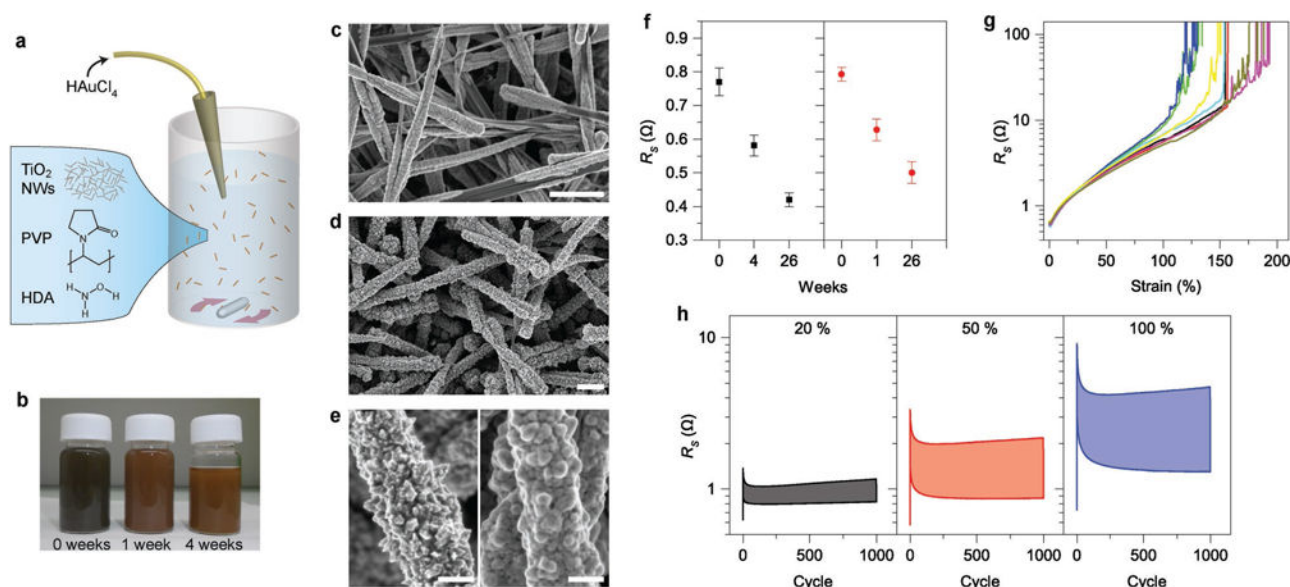 a
HAuCl4
TiO2
NWs
PVP
N
O
HDA
H
N
O
H
H
b
0 weeks
1 week
4 weeks
c
d
e
f
Rs (Ω)
0.9
0.8
0.7
0.6
0.5
0.4
0.3
0
4
26
0
1
26
Weeks
g
Rs (Ω)
100
10
1
0
50
100
150
200
Strain (%)
h
Rs (Ω)
10
1
20 %
50 %
100 %
0
1000
0
1000
0
1000
Cycle
Cycle
Cycle